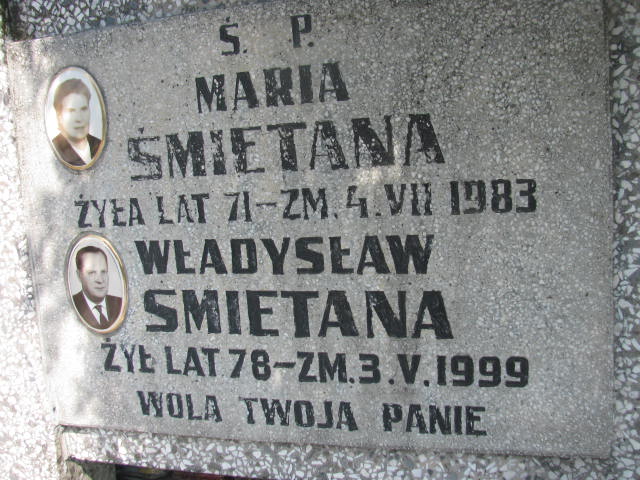 Ś. P.
MARIA
ŚMIETANA
ŻYŁA LAT 71-ZM. 4. VII 1983
WŁADYSŁAW
SMIETANA
ŻYŁ LAT 78-ZM. 3. V. 1999
WOLA TWOJA PANIE